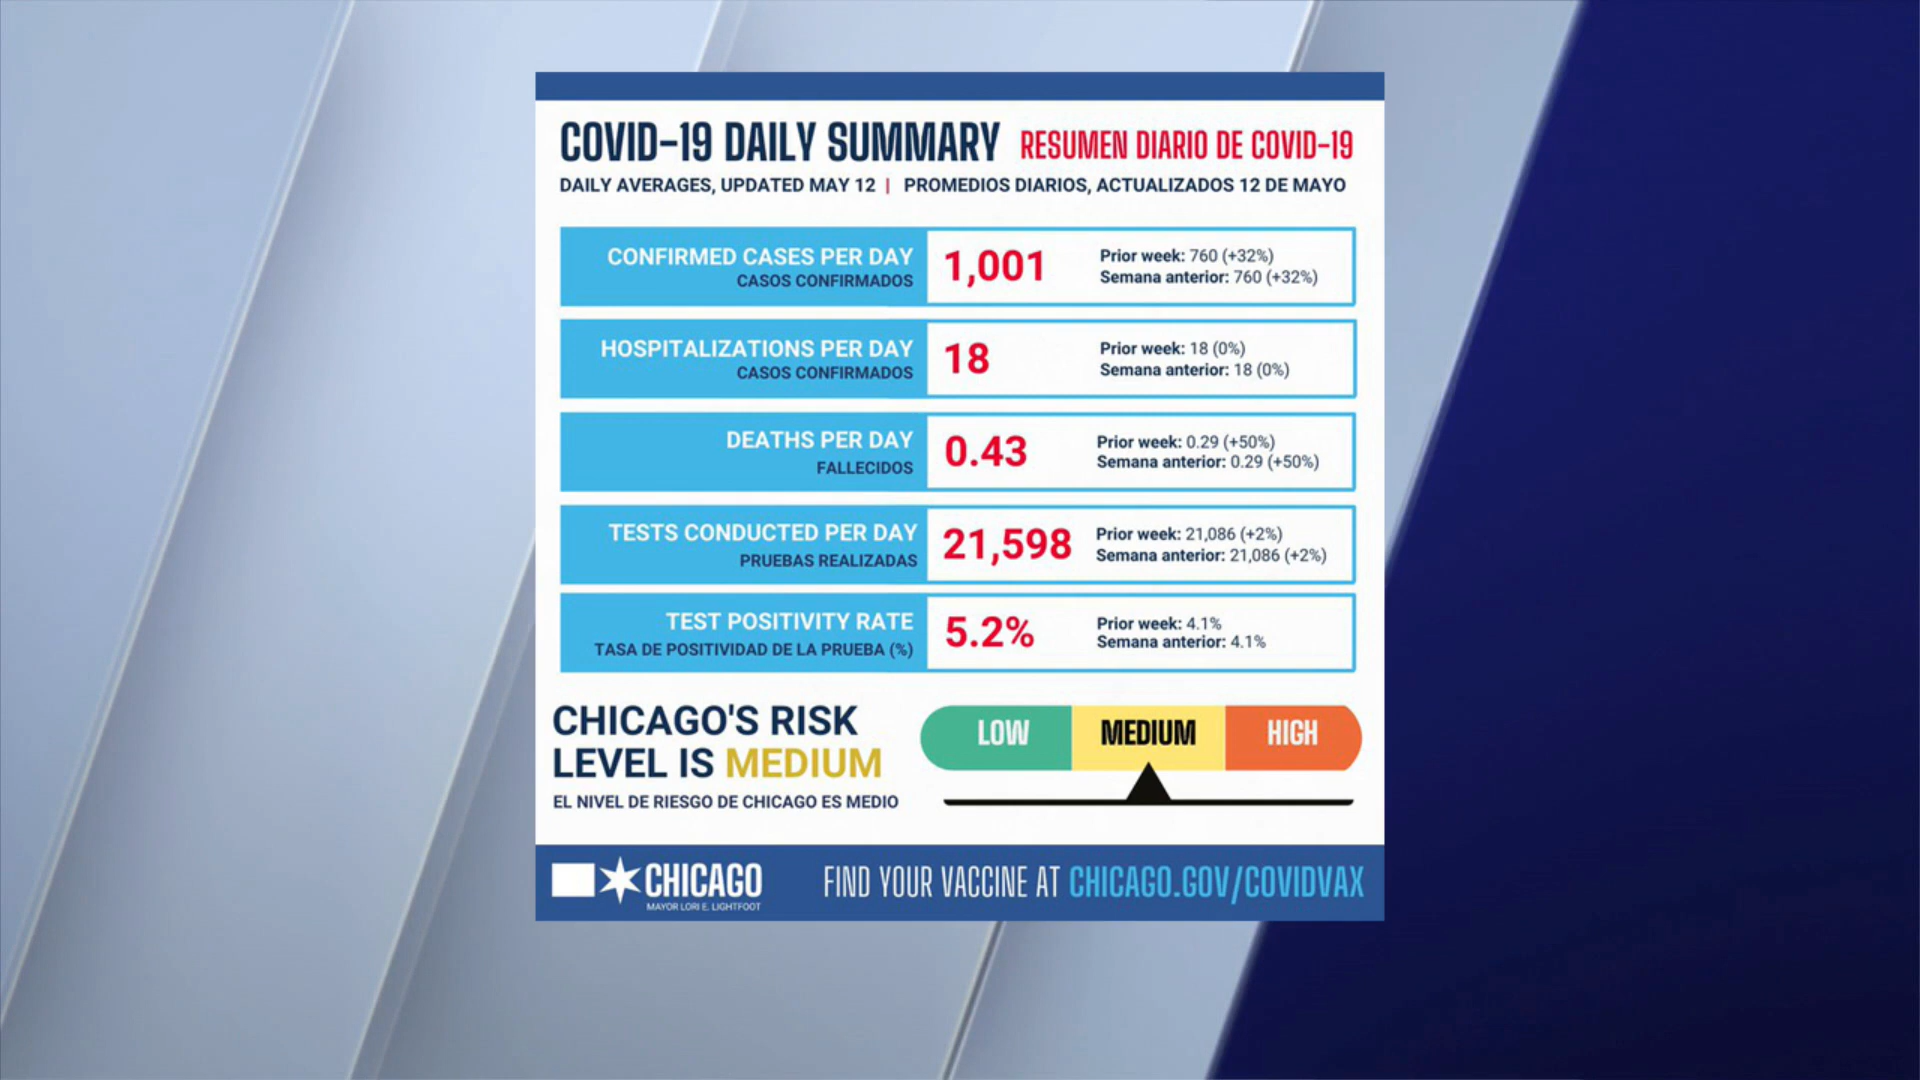 COVID-19 DAILY SUMMARY RESUMEN DIARIO DE COVID-19
DAILY AVERAGES, UPDATED MAY 12 | PROMEDIOS DIARIOS, ACTUALIZADOS 12 DE MAYO
CONFIRMED CASES PER DAY
CASOS CONFIRMADOS
1,001
Prior week: 760 (+32%)
Semana anterior: 760 (+32%)
HOSPITALIZATIONS PER DAY
CASOS CONFIRMADOS
18
Prior week: 18 (0%)
Semana anterior: 18 (0%)
DEATHS PER DAY
FALLECIDOS
0.43
Prior week: 0.29 (+50%)
Semana anterior: 0.29 (+50%)
TESTS CONDUCTED PER DAY
PRUEBAS REALIZADAS
21,598
Prior week: 21,086 (+2%)
Semana anterior: 21,086 (+2%)
TEST POSITIVITY RATE
TASA DE POSITIVIDAD DE LA PRUEBA (%)
5.2%
Prior week: 4.1%
Semana anterior: 4.1%
CHICAGO'S RISK
LEVEL IS MEDIUM
EL NIVEL DE RIESGO DE CHICAGO ES MEDIO
LOW MEDIUM HIGH
CHICAGO
MAYOR LORI E. LIGHTFOOT
FIND YOUR VACCINE AT CHICAGO.GOV/COVIDVAX